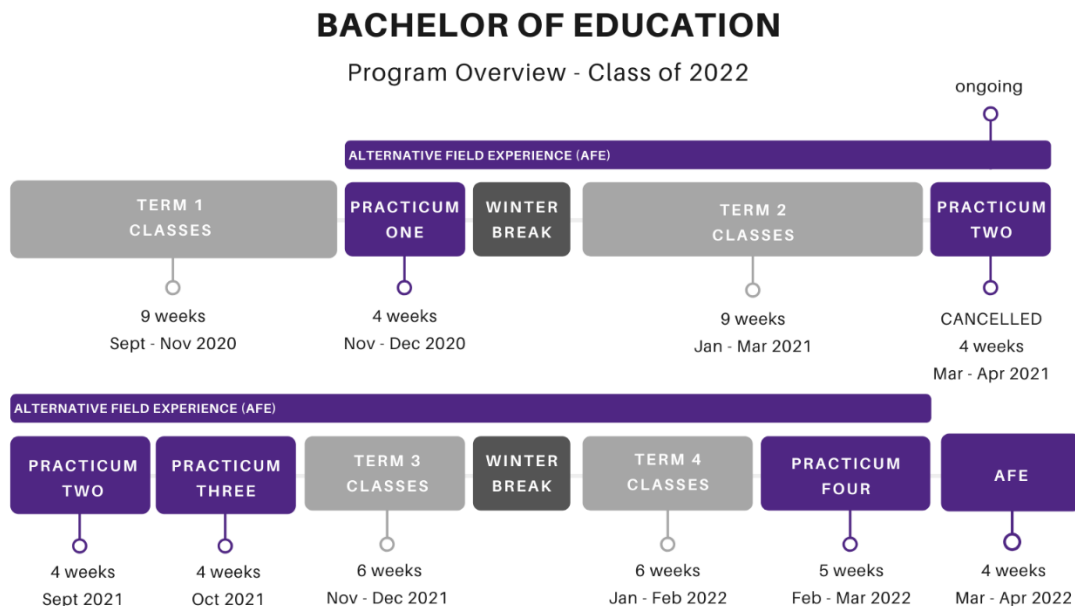 BACHELOR OF EDUCATION
Program Overview - Class of 2022
ongoing
ALTERNATIVE FIELD EXPERIENCE (AFE)
TERM 1
CLASSES
PRACTICUM
ONE
WINTER
BREAK
TERM 2
CLASSES
PRACTICUM
TWO
9 weeks
Sept - Nov 2020
4 weeks
Nov - Dec 2020
9 weeks
Jan - Mar 2021
CANCELLED
4 weeks
Mar - Apr 2021
ALTERNATIVE FIELD EXPERIENCE (AFE)
PRACTICUM
TWO
PRACTICUM
THREE
TERM 3
CLASSES
WINTER
BREAK
TERM 4
CLASSES
PRACTICUM
FOUR
AFE
4 weeks
Sept 2021
4 weeks
Oct 2021
6 weeks
Nov - Dec 2021
6 weeks
Jan - Feb 2022
5 weeks
Feb - Mar 2022
4 weeks
Mar - Apr 2022